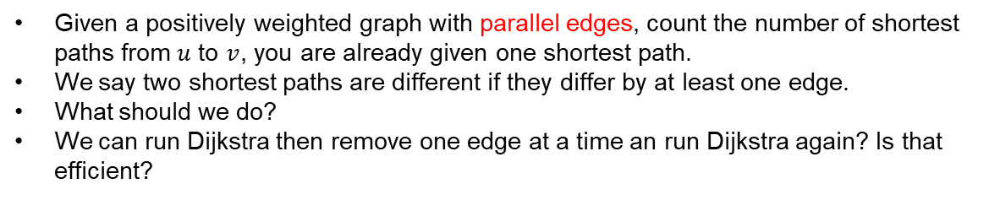 • Given a positively weighted graph with parallel edges, count the number of shortest
paths from 𝑢 to 𝑣, you are already given one shortest path.
• We say two shortest paths are different if they differ by at least one edge.
• What should we do?
• We can run Dijkstra then remove one edge at a time an run Dijkstra again? Is that
efficient?